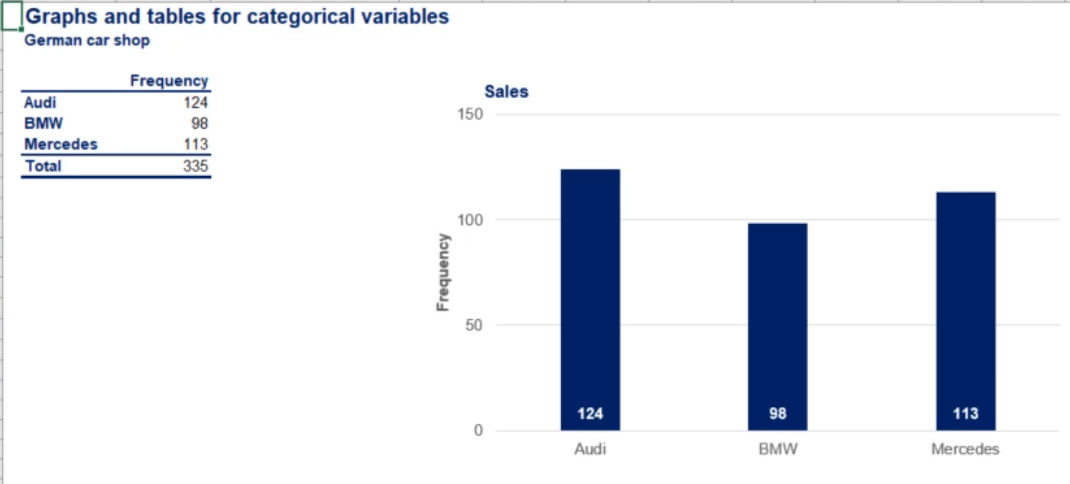 Graphs and tables for categorical variables
German car shop
Frequency
Audi 124
BMW 98
Mercedes 113
Total 335
Sales
150
100
50
0
Frequency
124 98 113
Audi BMW Mercedes